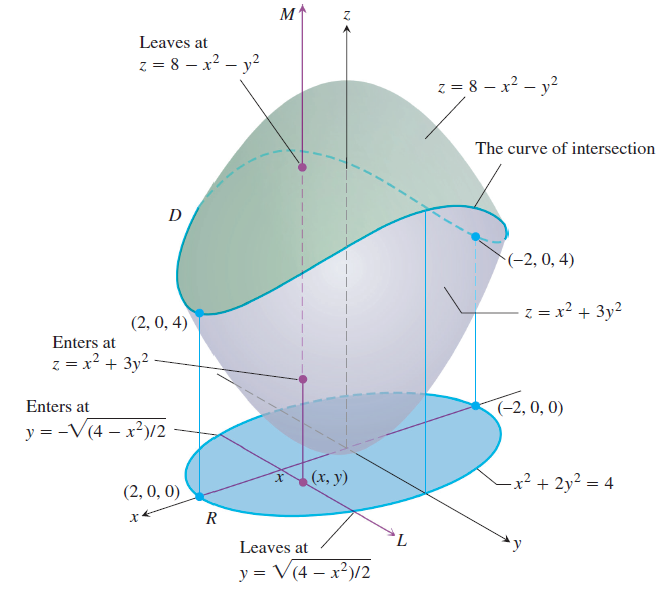 M
z
Leaves at
z = 8 – x² – y²
z = 8 – x² – y²
The curve of intersection
D
(–2, 0, 4)
z = x² + 3y²
(2, 0, 4)
Enters at
z = x² + 3y²
Enters at
y = –√(4 – x²)/2
(–2, 0, 0)
x
(x, y)
x² + 2y² = 4
(2, 0, 0)
x
R
L
y
Leaves at
y = √(4 – x²)/2